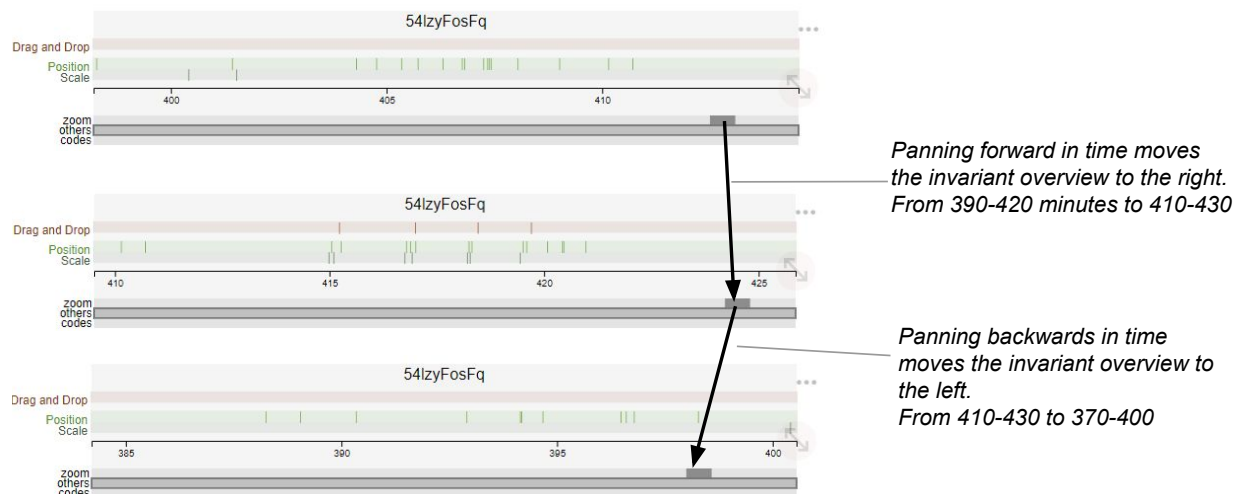 54lzyFosFq
Drag and Drop
Position
Scale
400 405 410
zoom
others
codes
Panning forward in time moves
the invariant overview to the right.
From 390-420 minutes to 410-430
54lzyFosFq
Drag and Drop
Position
Scale
410 415 420 425
zoom
others
codes
Panning backwards in time
moves the invariant overview to
the left.
From 410-430 to 370-400
54lzyFosFq
Drag and Drop
Position
Scale
385 390 395 400
zoom
others
codes